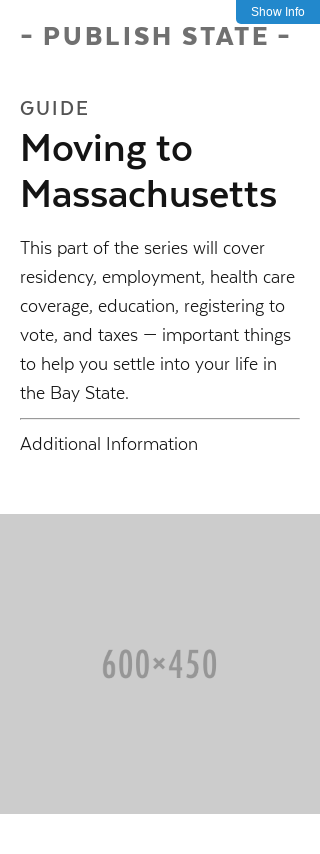 Show Info
– PUBLISH STATE –
GUIDE
Moving to
Massachusetts
This part of the series will cover
residency, employment, health care
coverage, education, registering to
vote, and taxes — important things
to help you settle into your life in
the Bay State.
Additional Information
600×450